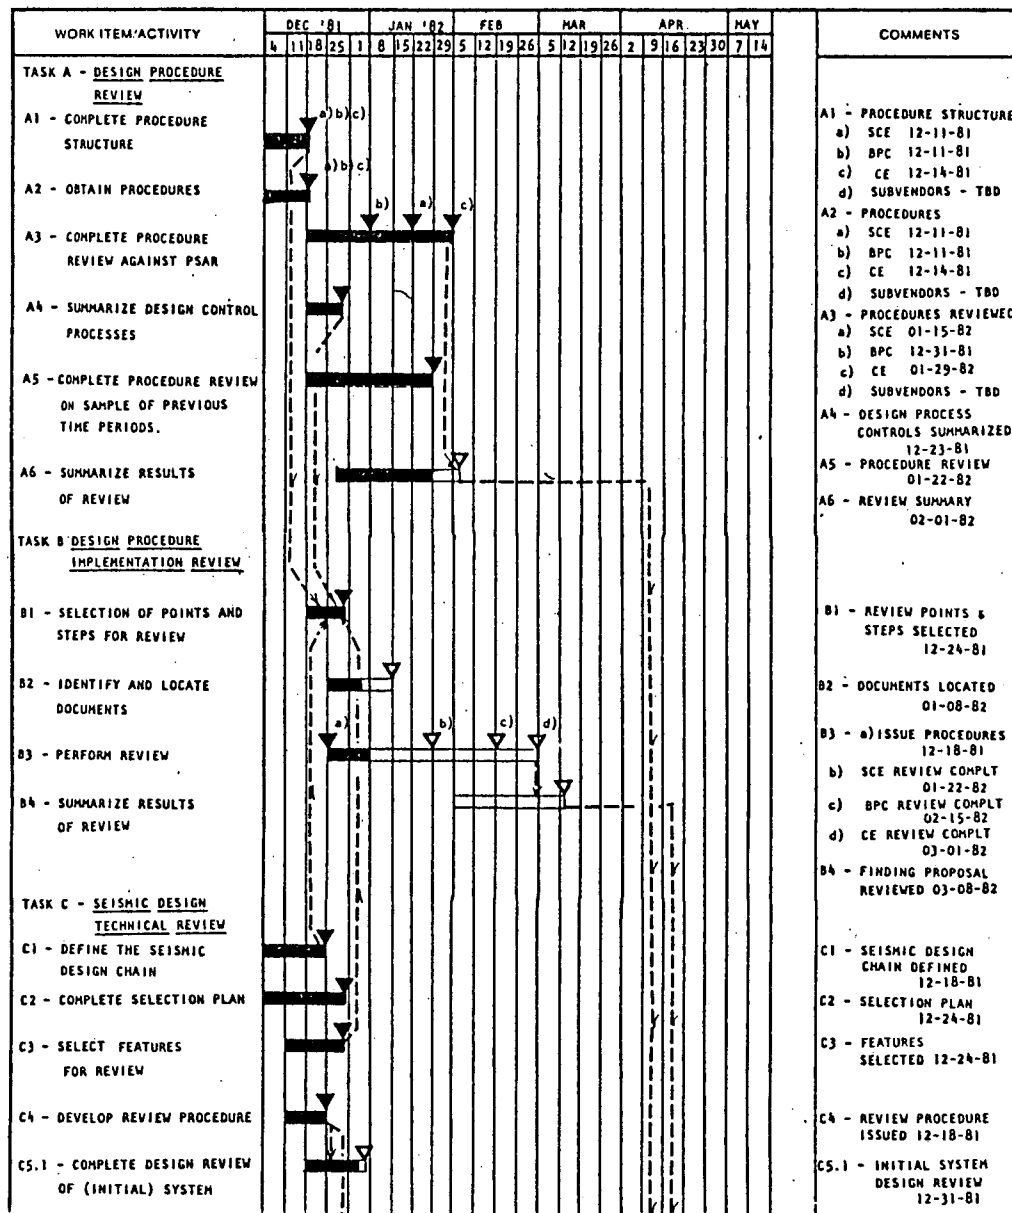 WORK ITEM/ACTIVITY
DEC '81
JAN '82
FEB
MAR
APR.
MAY
COMMENTS
4 11 18 25 1 8 15 22 29 5 12 19 26 5 12 19 26 2 9 16 23 30 7 14
TASK A - DESIGN PROCEDURE
REVIEW
A1 - COMPLETE PROCEDURE
STRUCTURE
a) b) c)
A2 - OBTAIN PROCEDURES
a) b) c)
A3 - COMPLETE PROCEDURE
REVIEW AGAINST PSAR
b) a) c)
A4 - SUMMARIZE DESIGN CONTROL
PROCESSES
A5 - COMPLETE PROCEDURE REVIEW
ON SAMPLE OF PREVIOUS
TIME PERIODS.
A6 - SUMMARIZE RESULTS
OF REVIEW
TASK B DESIGN PROCEDURE
IMPLEMENTATION REVIEW
B1 - SELECTION OF POINTS AND
STEPS FOR REVIEW
B2 - IDENTIFY AND LOCATE
DOCUMENTS
B3 - PERFORM REVIEW
a) b) c) d)
B4 - SUMMARIZE RESULTS
OF REVIEW
TASK C - SEISMIC DESIGN
TECHNICAL REVIEW
C1 - DEFINE THE SEISMIC
DESIGN CHAIN
C2 - COMPLETE SELECTION PLAN
C3 - SELECT FEATURES
FOR REVIEW
C4 - DEVELOP REVIEW PROCEDURE
C5.1 - COMPLETE DESIGN REVIEW
OF (INITIAL) SYSTEM
A1 - PROCEDURE STRUCTURE
a) SCE 12-11-81
b) BPC 12-11-81
c) CE 12-14-81
d) SUBVENDORS - TBD
A2 - PROCEDURES
a) SCE 12-11-81
b) BPC 12-11-81
c) CE 12-14-81
d) SUBVENDORS - TBD
A3 - PROCEDURES REVIEWED
a) SCE 01-15-82
b) BPC 12-31-81
c) CE 01-29-82
d) SUBVENDORS - TBD
A4 - DESIGN PROCESS
CONTROLS SUMMARIZED
12-23-81
A5 - PROCEDURE REVIEW
01-22-82
A6 - REVIEW SUMMARY
02-01-82
B1 - REVIEW POINTS &
STEPS SELECTED
12-24-81
B2 - DOCUMENTS LOCATED
01-08-82
B3 - a) ISSUE PROCEDURES
12-18-81
b) SCE REVIEW COMPLT
01-22-82
c) BPC REVIEW COMPLT
02-15-82
d) CE REVIEW COMPLT
03-01-82
B4 - FINDING PROPOSAL
REVIEWED 03-08-82
C1 - SEISMIC DESIGN
CHAIN DEFINED
12-18-81
C2 - SELECTION PLAN
12-24-81
C3 - FEATURES
SELECTED 12-24-81
C4 - REVIEW PROCEDURE
ISSUED 12-18-81
C5.1 - INITIAL SYSTEM
DESIGN REVIEW
12-31-81